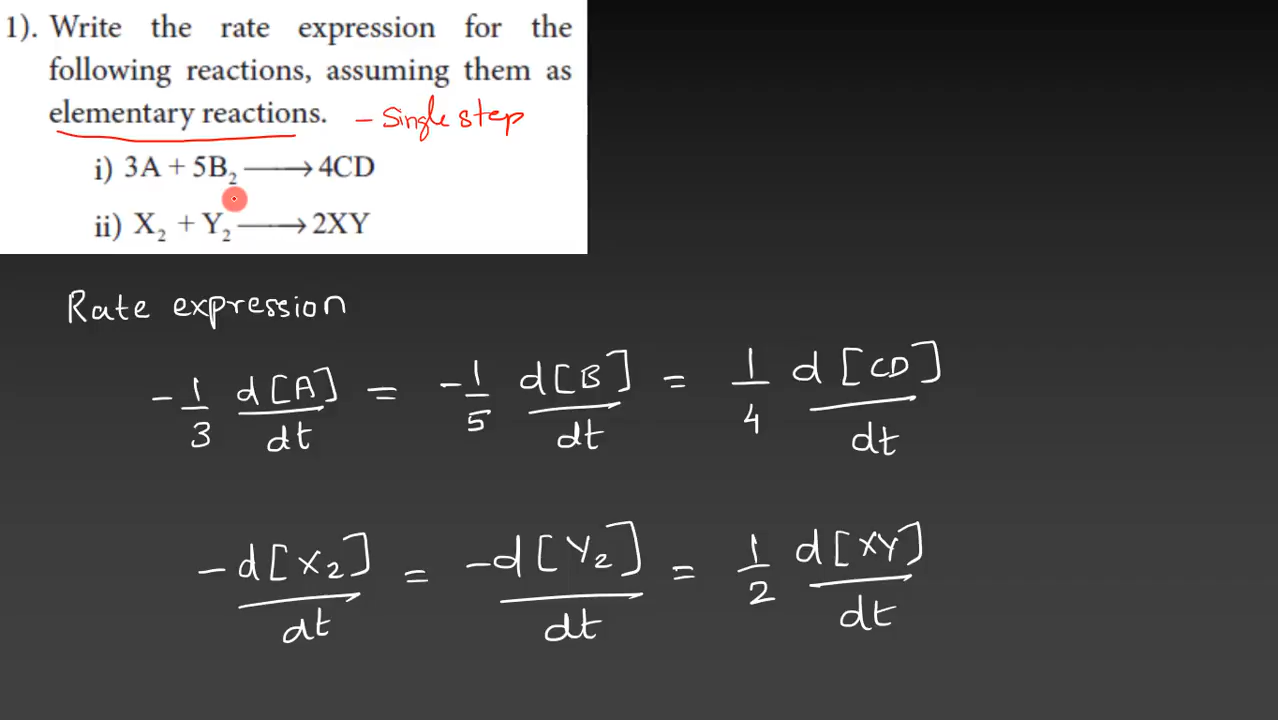 1). Write the rate expression for the
following reactions, assuming them as
elementary reactions. - Single step
i) 3A + 5B₂ ⟶ 4CD
ii) X₂ + Y₂ ⟶ 2XY
Rate expression
-1/3 d[A]/dt = -1/5 d[B]/dt = 1/4 d[CD]/dt
-d[X₂]/dt = -d[Y₂]/dt = 1/2 d[XY]/dt